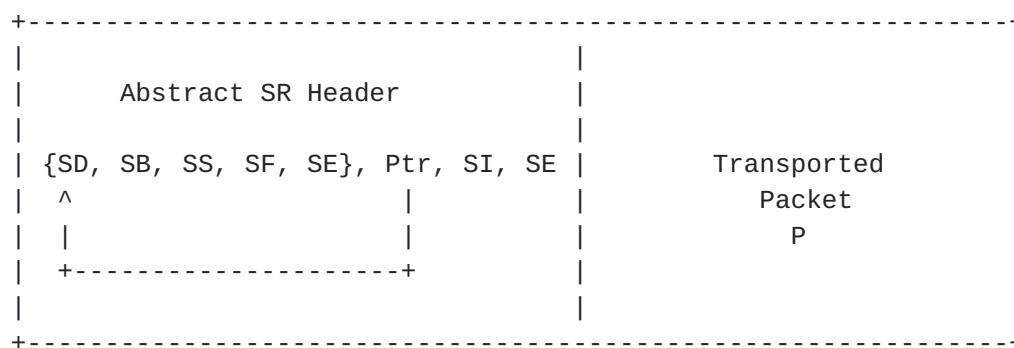 Abstract SR Header
{SD, SB, SS, SF, SE}, Ptr, SI, SE
Transported
Packet
P